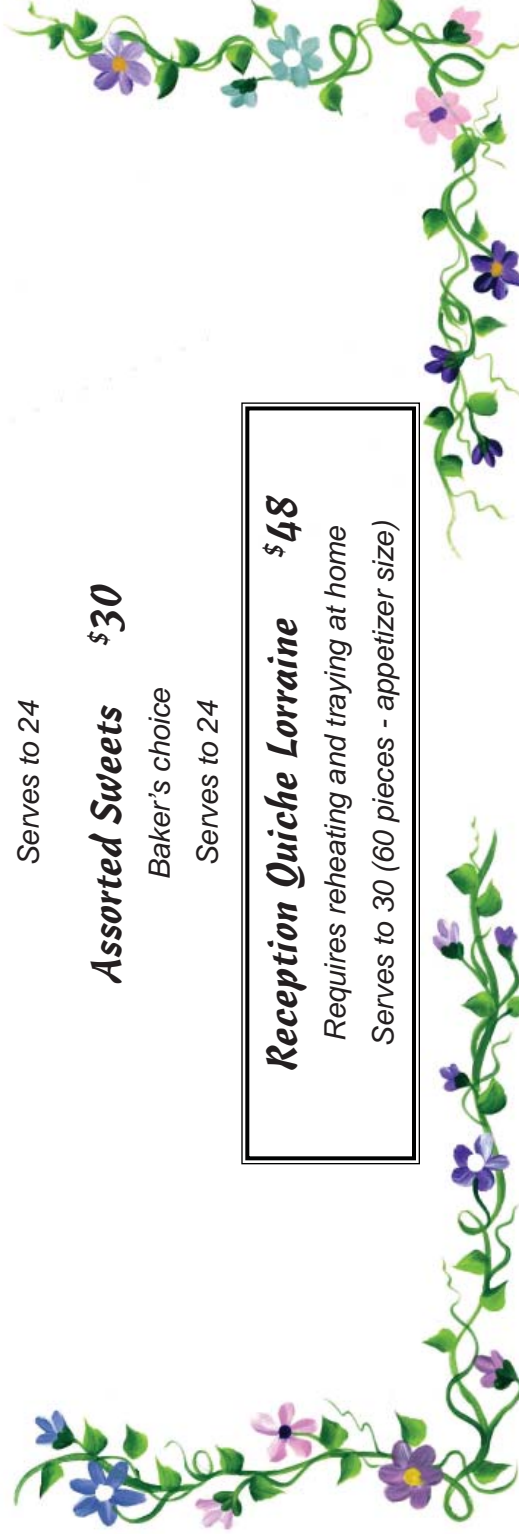 Serves to 24
Assorted Sweets $30
Baker's choice
Serves to 24
Reception Quiche Lorraine $48
Requires reheating and traying at home
Serves to 30 (60 pieces - appetizer size)